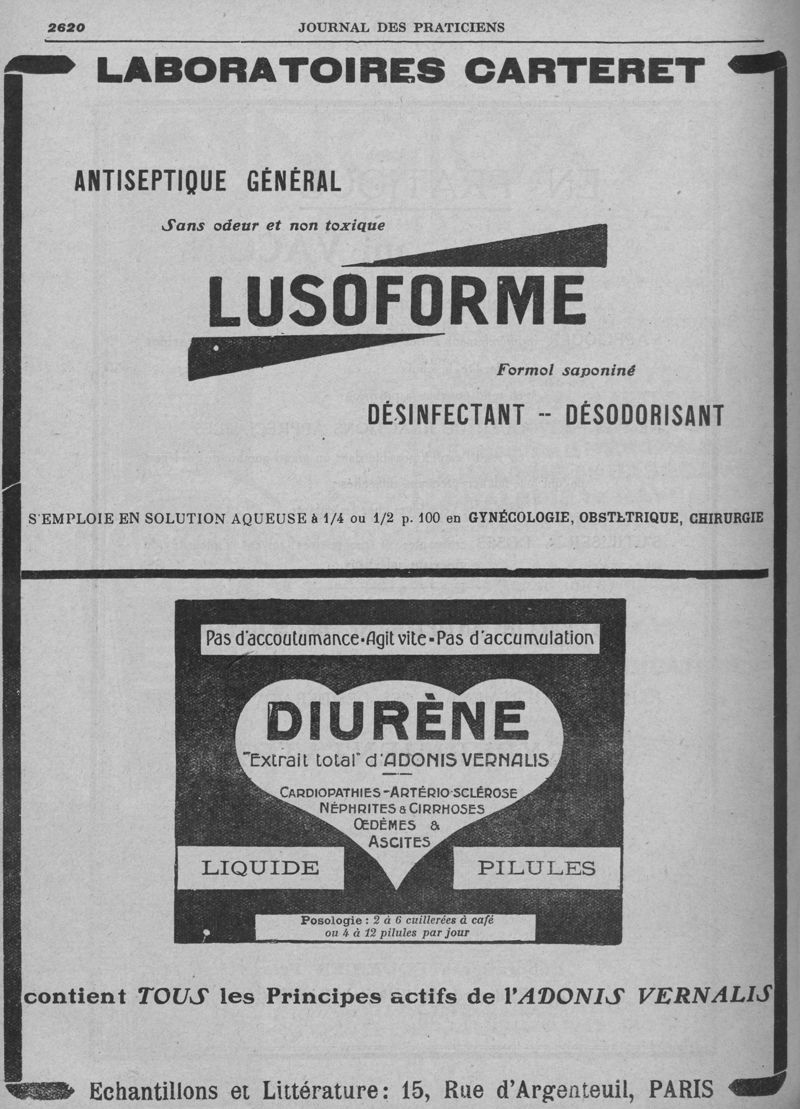 2620
JOURNAL DES PRATICIENS
LABORATOIRES CARTERET
ANTISEPTIQUE GÉNÉRAL
Sans odeur et non toxique
LUSOFORME
Formol saponiné
DÉSINFECTANT -- DÉSODORISANT
S'EMPLOIE EN SOLUTION AQUEUSE à 1/4 ou 1/2 p. 100 en GYNÉCOLOGIE, OBSTÉTRIQUE, CHIRURGIE
Pas d'accoutumance-Agit vite-Pas d'accumulation
DIURÈNE
"Extrait total" d'ADONIS VERNALIS
CARDIOPATHIES-ARTÉRIO-SCLÉROSE
NÉPHRITES & CIRRHOSES
ŒDÈMES &
ASCITES
LIQUIDE
PILULES
Posologie : 2 à 6 cuillerées à café
ou 4 à 12 pilules par jour
contient TOUS les Principes actifs de l'ADONIS VERNALIS
Echantillons et Littérature: 15, Rue d'Argenteuil, PARIS